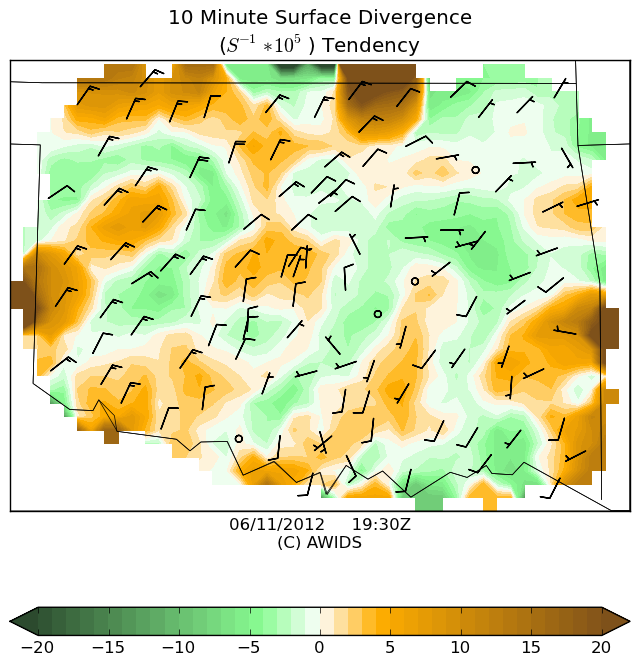 10 Minute Surface Divergence
(S⁻¹ * 10⁵ ) Tendency
06/11/2012 19:30Z
(C) AWIDS
−20 −15 −10 −5 0 5 10 15 20